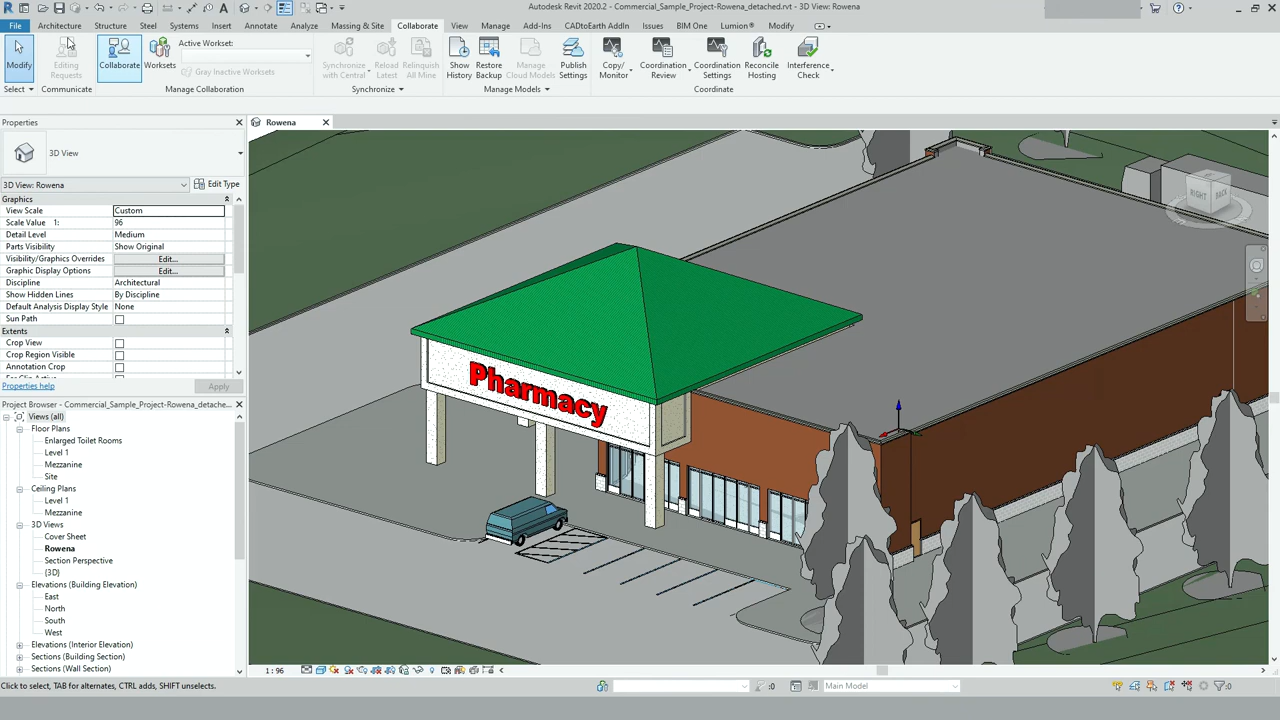 Autodesk Revit 2020.2 - Commercial_Sample_Project-Rowena_detached.rvt - 3D View: Rowena
File Architecture Structure Steel Systems Insert Annotate Analyze Massing & Site Collaborate View Manage Add-Ins CADtoEarth AddIn Issues BIM One Lumion® Modify
Modify
Select
Editing
Requests
Communicate
Collaborate
Worksets
Active Workset:
Gray Inactive Worksets
Manage Collaboration
Synchronize
with Central
Reload
Latest
Relinquish
All Mine
Synchronize
Show
History
Restore
Backup
Manage
Cloud Models
Publish
Settings
Manage Models
Copy/
Monitor
Coordination
Review
Coordination
Settings
Reconcile
Hosting
Interference
Check
Coordinate
Properties
Rowena
3D View
3D View: Rowena
Edit Type
Graphics
View Scale Custom
Scale Value 1: 96
Detail Level Medium
Parts Visibility Show Original
Visibility/Graphics Overrides Edit...
Graphic Display Options Edit...
Discipline Architectural
Show Hidden Lines By Discipline
Default Analysis Display Style None
Sun Path
Extents
Crop View
Crop Region Visible
Annotation Crop
Properties help
Apply
Project Browser - Commercial_Sample_Project-Rowena_detache...
Views (all)
Floor Plans
Enlarged Toilet Rooms
Level 1
Mezzanine
Site
Ceiling Plans
Level 1
Mezzanine
3D Views
Cover Sheet
Rowena
Section Perspective
{3D}
Elevations (Building Elevation)
East
North
South
West
Elevations (Interior Elevation)
Sections (Building Section)
Sections (Wall Section)
Pharmacy
RIGHT
BACK
1 : 96
Click to select, TAB for alternates, CTRL adds, SHIFT unselects.
:0
Main Model
:0